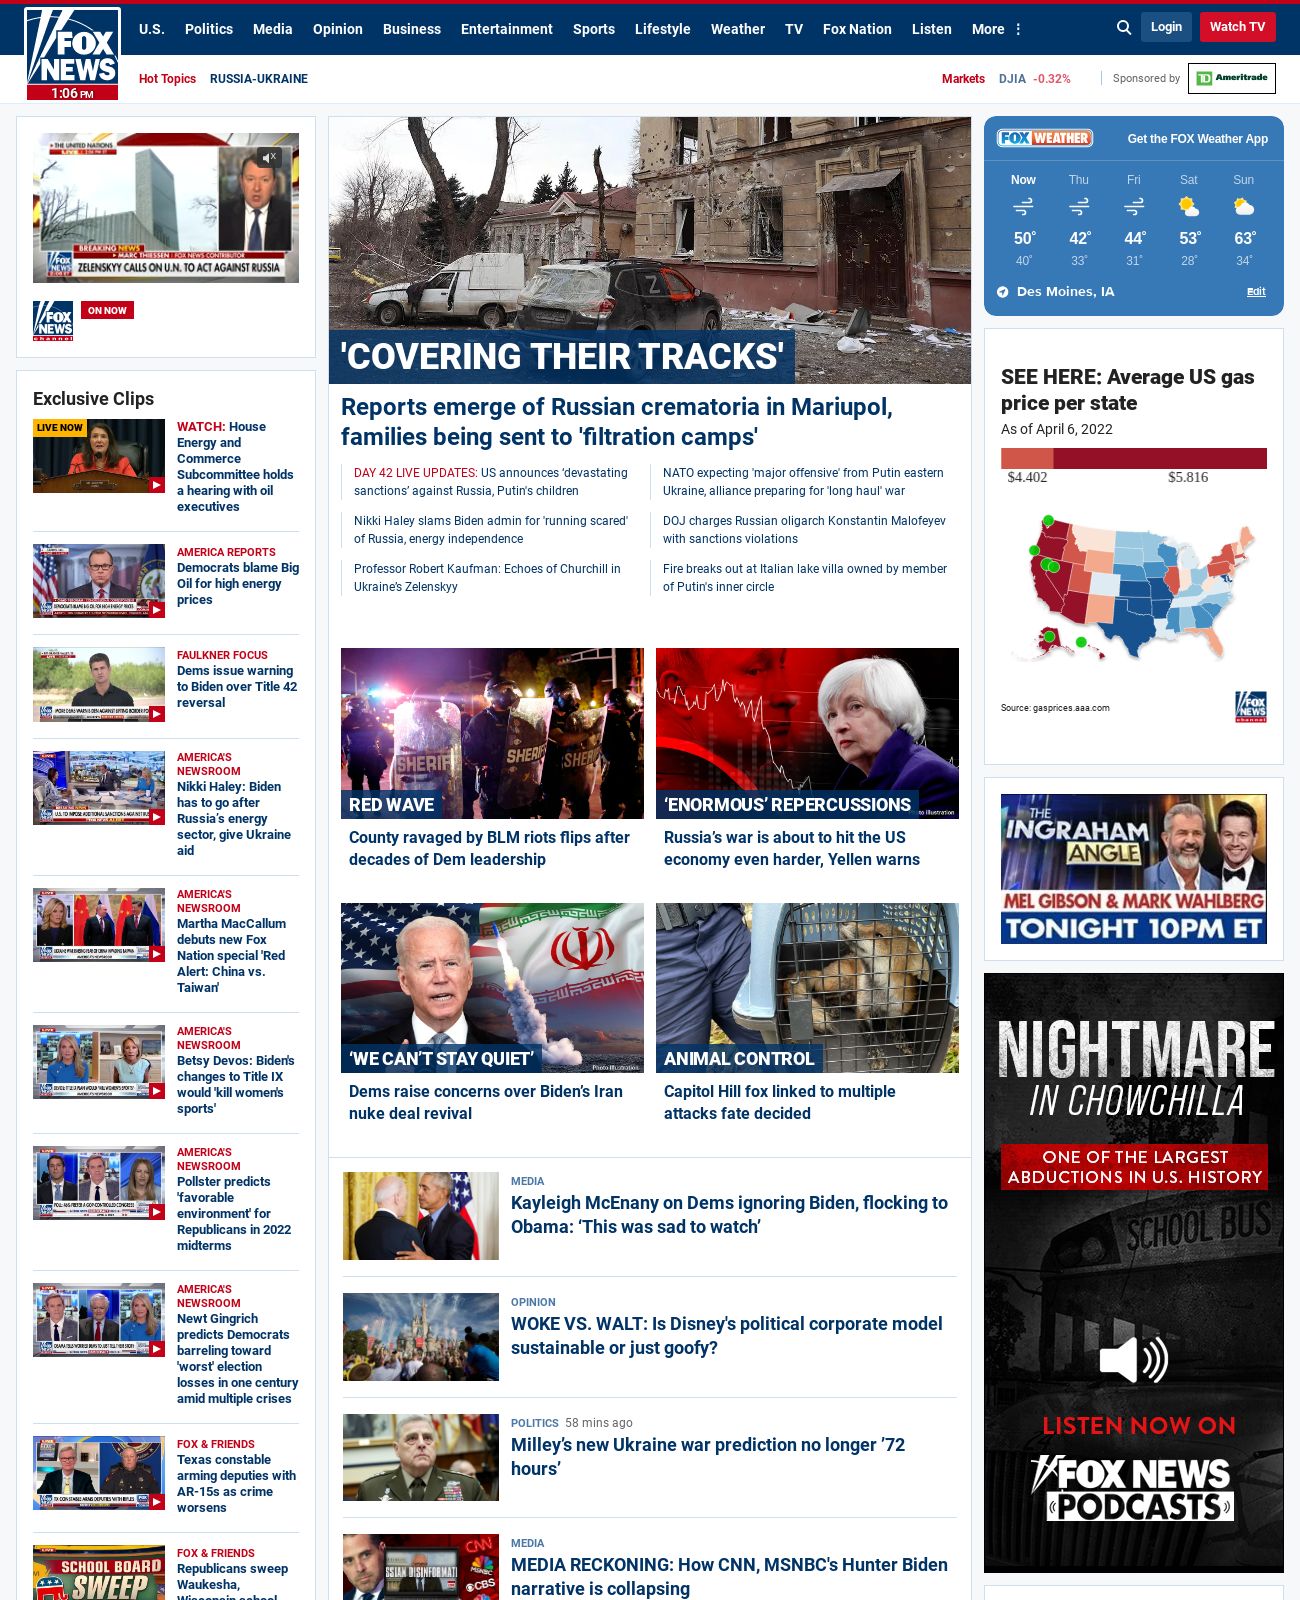 U.S. Politics Media Opinion Business Entertainment Sports Lifestyle Weather TV Fox Nation Listen More
Login
Watch TV
FOX
NEWS
1:06 PM
Hot Topics RUSSIA-UKRAINE
Markets DJIA -0.32%
Sponsored by
TD Ameritrade
THE UNITED NATIONS
LIVE
BREAKING NEWS
MARC THIESSEN | FOX NEWS CONTRIBUTOR
ZELENSKYY CALLS ON U.N. TO ACT AGAINST RUSSIA
FOX
NEWS
channel
ON NOW
Exclusive Clips
LIVE NOW
WATCH: House
Energy and
Commerce
Subcommittee holds
a hearing with oil
executives
AMERICA REPORTS
Democrats blame Big
Oil for high energy
prices
FAULKNER FOCUS
Dems issue warning
to Biden over Title 42
reversal
AMERICA'S
NEWSROOM
Nikki Haley: Biden
has to go after
Russia's energy
sector, give Ukraine
aid
AMERICA'S
NEWSROOM
Martha MacCallum
debuts new Fox
Nation special 'Red
Alert: China vs.
Taiwan'
AMERICA'S
NEWSROOM
Betsy Devos: Biden's
changes to Title IX
would 'kill women's
sports'
AMERICA'S
NEWSROOM
Pollster predicts
'favorable
environment' for
Republicans in 2022
midterms
AMERICA'S
NEWSROOM
Newt Gingrich
predicts Democrats
barreling toward
'worst' election
losses in one century
amid multiple crises
FOX & FRIENDS
Texas constable
arming deputies with
AR-15s as crime
worsens
SCHOOL BOARD
SWEEP
FOX & FRIENDS
Republicans sweep
Waukesha,
Wisconsin school
Z
'COVERING THEIR TRACKS'
Reports emerge of Russian crematoria in Mariupol,
families being sent to 'filtration camps'
DAY 42 LIVE UPDATES: US announces 'devastating
sanctions' against Russia, Putin's children
NATO expecting 'major offensive' from Putin eastern
Ukraine, alliance preparing for 'long haul' war
Nikki Haley slams Biden admin for 'running scared'
of Russia, energy independence
DOJ charges Russian oligarch Konstantin Malofeyev
with sanctions violations
Professor Robert Kaufman: Echoes of Churchill in
Ukraine's Zelenskyy
Fire breaks out at Italian lake villa owned by member
of Putin's inner circle
SHERIFF
SHERIFF
SHERIFF
RED WAVE
County ravaged by BLM riots flips after
decades of Dem leadership
'ENORMOUS' REPERCUSSIONS
Russia's war is about to hit the US
economy even harder, Yellen warns
'WE CAN'T STAY QUIET'
Photo Illustration
Dems raise concerns over Biden's Iran
nuke deal revival
ANIMAL CONTROL
Capitol Hill fox linked to multiple
attacks fate decided
MEDIA
Kayleigh McEnany on Dems ignoring Biden, flocking to
Obama: 'This was sad to watch'
OPINION
WOKE VS. WALT: Is Disney's political corporate model
sustainable or just goofy?
POLITICS 58 mins ago
Milley's new Ukraine war prediction no longer '72
hours'
CNN
MSNBC
CBS
MEDIA
MEDIA RECKONING: How CNN, MSNBC's Hunter Biden
narrative is collapsing
FOX WEATHER
Get the FOX Weather App
Now Thu Fri Sat Sun
50° 42° 44° 53° 63°
40° 33° 31° 28° 34°
Des Moines, IA
Edit
SEE HERE: Average US gas
price per state
As of April 6, 2022
$4.402 $5.816
Source: gasprices.aaa.com
FOX
NEWS
channel
THE
INGRAHAM
ANGLE
MEL GIBSON & MARK WAHLBERG
TONIGHT 10PM ET
NIGHTMARE
IN CHOWCHILLA
ONE OF THE LARGEST
ABDUCTIONS IN U.S. HISTORY
SCHOOL BUS
LISTEN NOW ON
FOX NEWS
PODCASTS